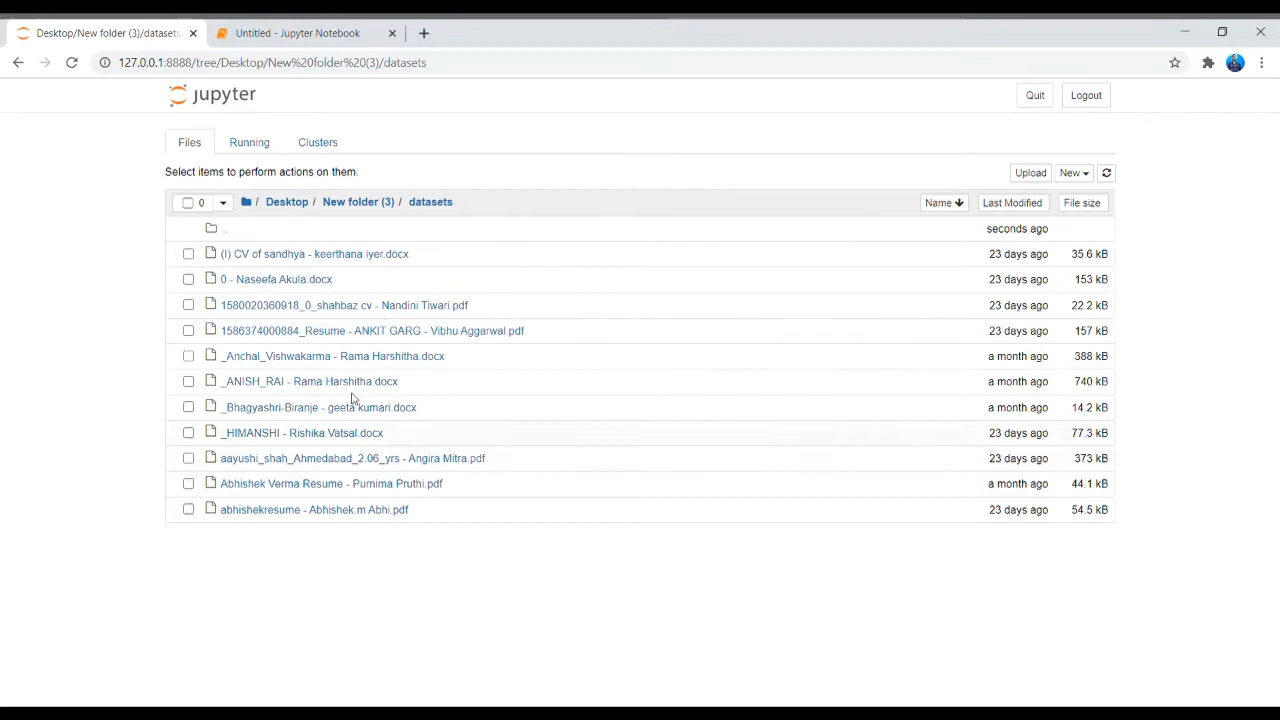 Desktop/New folder (3)/datasets
Untitled - Jupyter Notebook
127.0.0.1:8888/tree/Desktop/New%20folder%20(3)/datasets
jupyter
Quit
Logout
Files
Running
Clusters
Select items to perform actions on them.
Upload
New
0
/ Desktop / New folder (3) / datasets
Name
Last Modified
File size
..
seconds ago
(I) CV of sandhya - keerthana iyer.docx 23 days ago 35.6 kB
0 - Naseefa Akula.docx 23 days ago 153 kB
1580020360918_0_shahbaz cv - Nandini Tiwari.pdf 23 days ago 22.2 kB
1586374000884_Resume - ANKIT GARG - Vibhu Aggarwal.pdf 23 days ago 157 kB
_Anchal_Vishwakarma - Rama Harshitha.docx a month ago 388 kB
_ANISH_RAI - Rama Harshitha.docx a month ago 740 kB
_Bhagyashri-Biranje - geeta kumari.docx a month ago 14.2 kB
_HIMANSHI - Rishika Vatsal.docx 23 days ago 77.3 kB
aayushi_shah_Ahmedabad_2.06_yrs - Angira Mitra.pdf 23 days ago 373 kB
Abhishek Verma Resume - Purnima Pruthi.pdf a month ago 44.1 kB
abhishekresume - Abhishek.m Abhi.pdf 23 days ago 54.5 kB